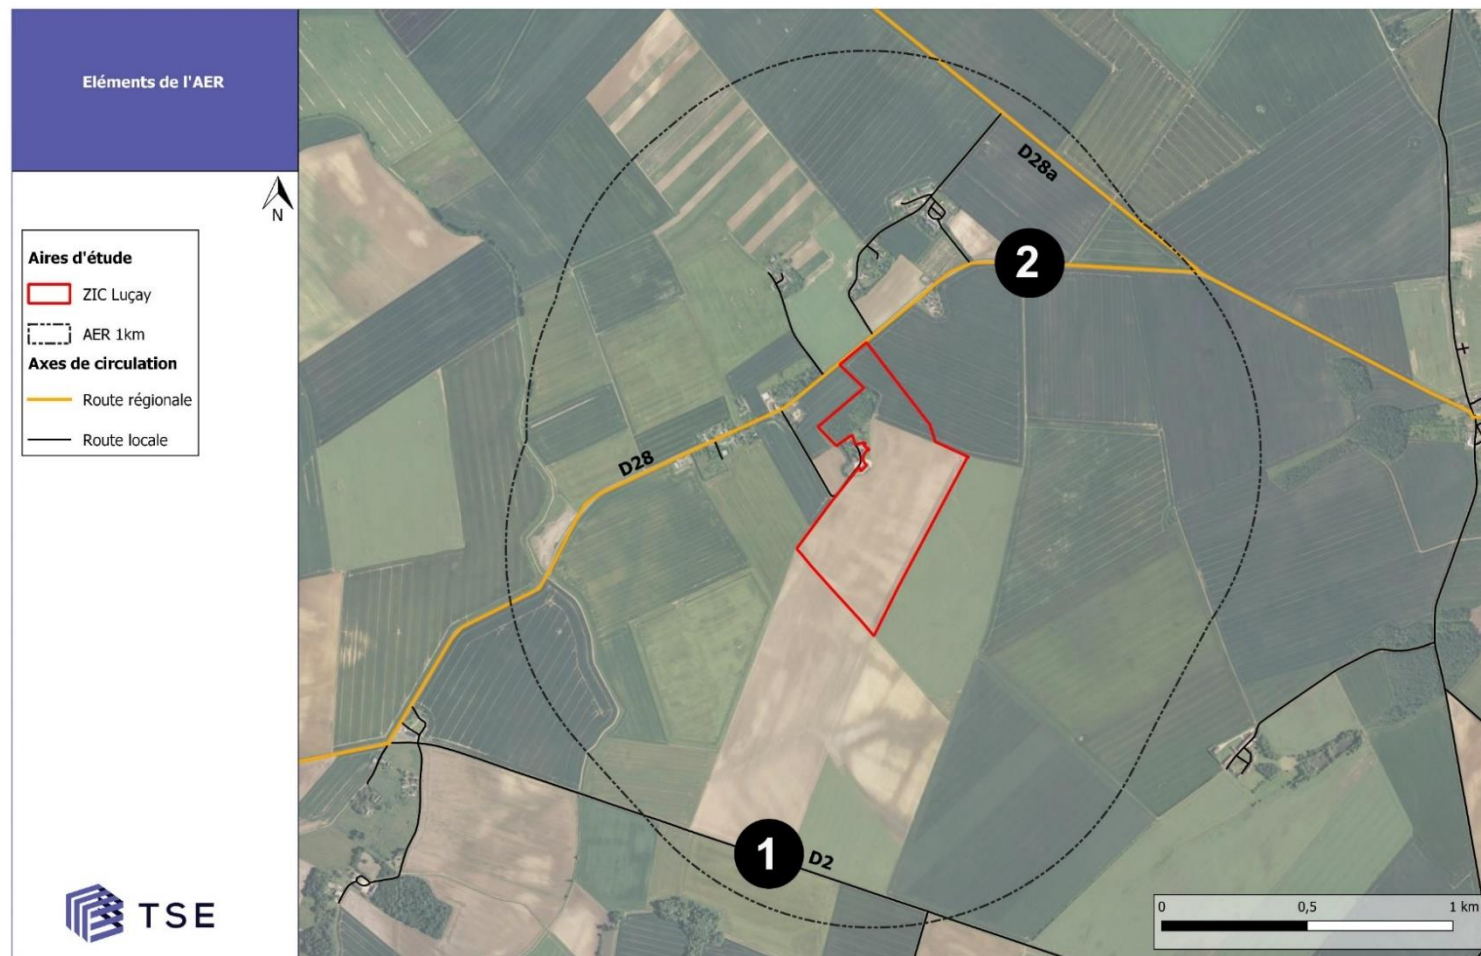 Eléments de l'AER
N
Aires d'étude
ZIC Luçay
AER 1km
Axes de circulation
Route régionale
Route locale
TSE
D28a
2
D28
1
D2
0 0,5 1 km